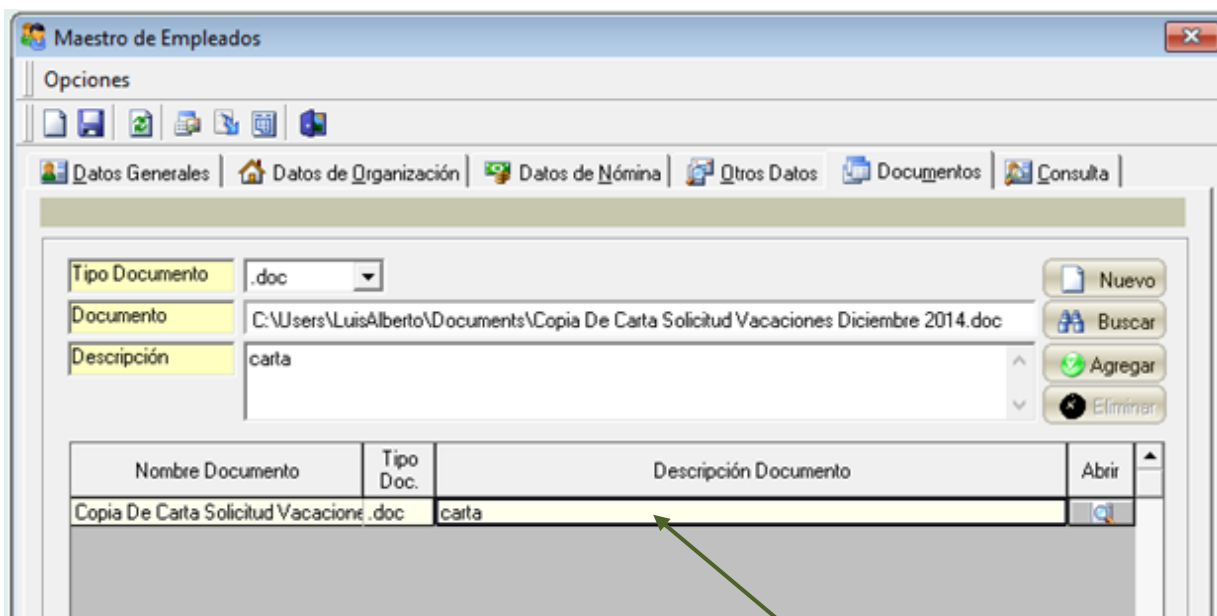 Maestro de Empleados
Opciones
Datos Generales Datos de Organización Datos de Nómina Otros Datos Documentos Consulta
Tipo Documento .doc Nuevo
Documento C:\Users\LuisAlberto\Documents\Copia De Carta Solicitud Vacaciones Diciembre 2014.doc Buscar
Descripción carta Agregar
Eliminar
Nombre Documento Tipo Doc. Descripción Documento Abrir
Copia De Carta Solicitud Vacacione .doc carta